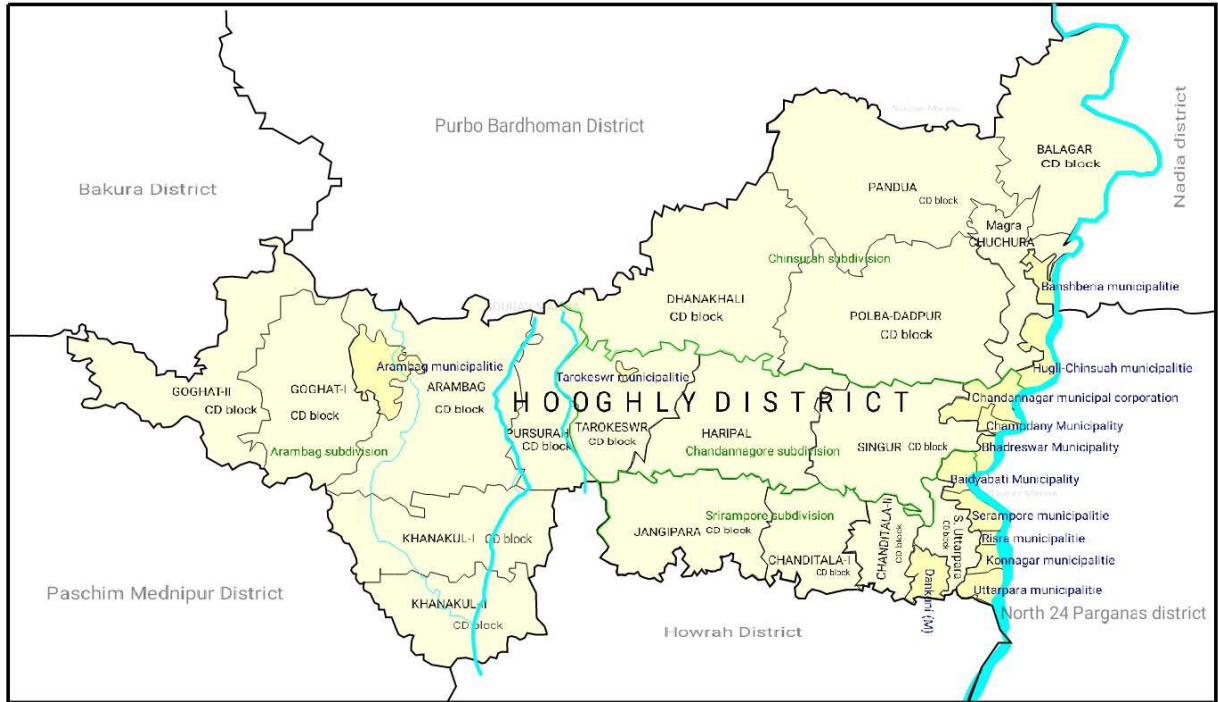 Purbo Bardhoman District
Bakura District
Nadia district
BALAGAR
CD block
PANDUA
CD block
Magra
CHUCHURA
Chinsurah subdivision
Banshberia municipalitie
DHANAKHALI
CD block
POLBA-DADPUR
CD block
Arambag municipalitie
Tarokeswr municipalitie
Hugli-Chinsuah municipalitie
GOGHAT-II
CD block
GOGHAT-I
CD block
ARAMBAG
CD block
HOOGHLY DISTRICT
Chandannagar municipal corporation
PURSURAH
CD block
TAROKESWR
CD block
HARIPAL
Champdany Municipality
Arambag subdivision
Chandannagore subdivision
SINGUR CD block
Bhadreswar Municipality
Baidyabati Municipality
Srirampore subdivision
Serampore municipalitie
JANGIPARA
CD block
KHANAKUL-I CD block
CHANDITALA-I
CD block
CHANDITALA-II
CD block
S. Uttarpara
CD block
Risra municipalitie
Konnagar municipalitie
Dankuni (M)
Uttarpara municipalitie
KHANAKUL-II
CD block
Paschim Mednipur District
Howrah District
North 24 Parganas district